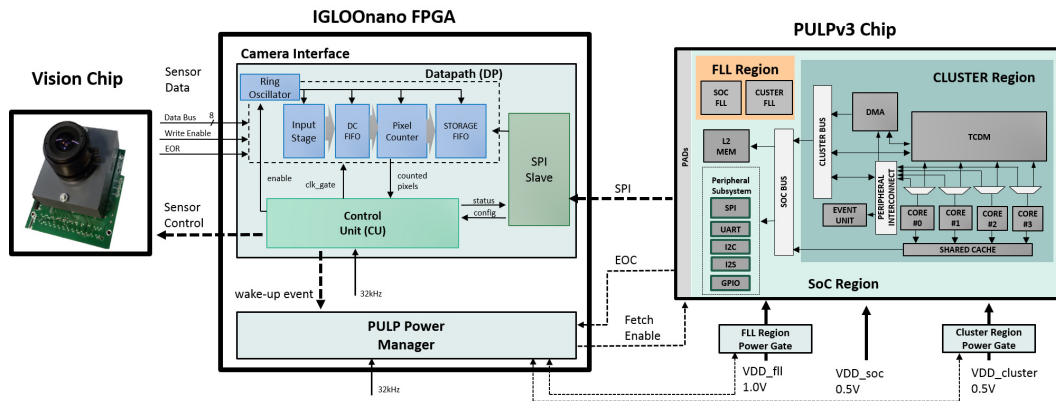 IGLOOnano FPGA
PULPv3 Chip
Vision Chip
Sensor
Data
Data Bus
8
Write Enable
EOR
Sensor
Control
Camera Interface
Datapath (DP)
Ring
Oscillator
Input
Stage
DC
FIFO
Pixel
Counter
STORAGE
FIFO
enable
clk_gate
counted
pixels
SPI
Slave
status
config
Control
Unit (CU)
wake-up event
32kHz
PULP Power
Manager
32kHz
SPI
EOC
Fetch
Enable
PADs
FLL Region
SOC
FLL
CUSTER
FLL
L2
MEM
Peripheral
Subsystem
SPI
UART
I2C
I2S
GPIO
SOC BUS
CLUSTER Region
CLUSTER BUS
DMA
TCDM
PERIPHERAL
INTERCONNECT
EVENT
UNIT
CORE
#0
CORE
#1
CORE
#2
CORE
#3
SHARED CACHE
SoC Region
FLL Region
Power Gate
Cluster Region
Power Gate
VDD_fll
1.0V
VDD_soc
0.5V
VDD_cluster
0.5V